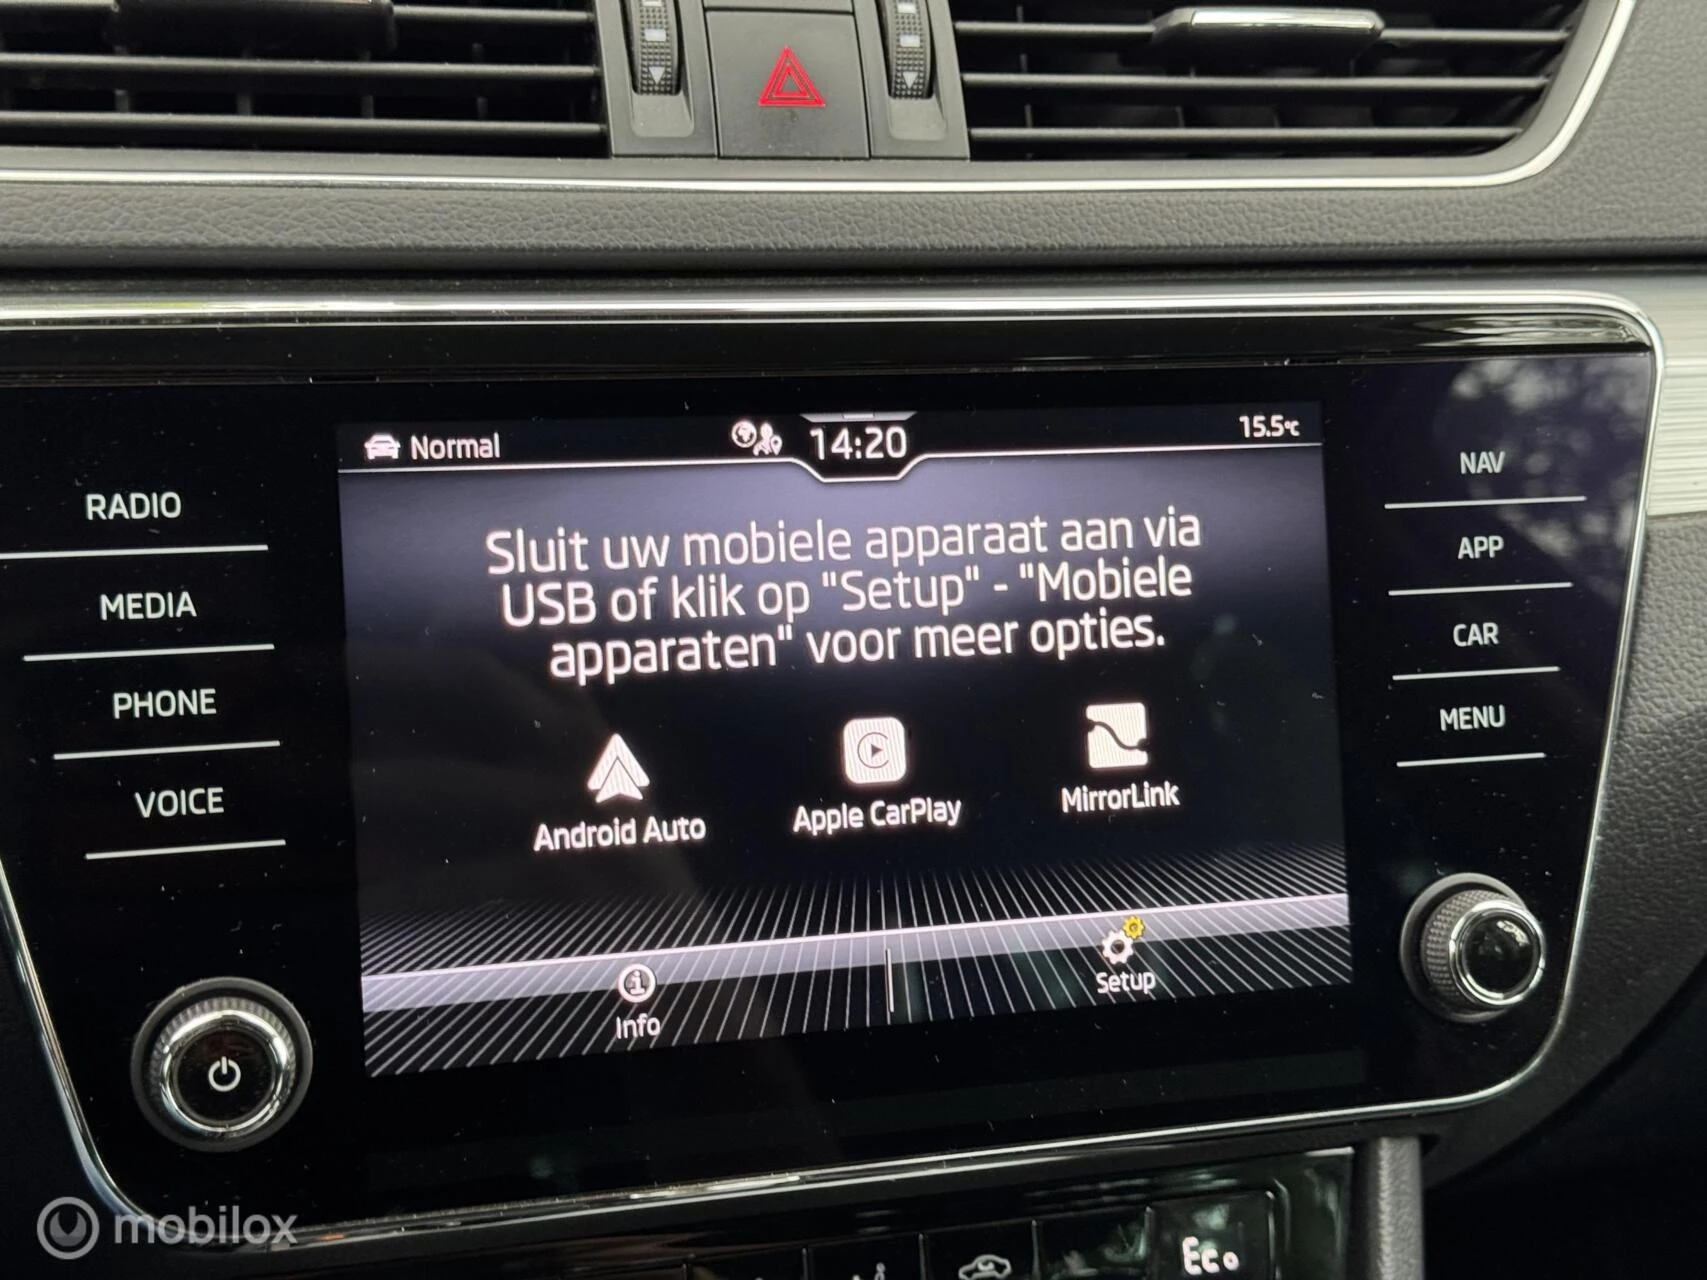 Normal
14:20
15.5°C
RADIO
MEDIA
PHONE
VOICE
NAV
APP
CAR
MENU
Sluit uw mobiele apparaat aan via
USB of klik op "Setup" - "Mobiele
apparaten" voor meer opties.
Android Auto
Apple CarPlay
MirrorLink
Info
Setup
mobilox